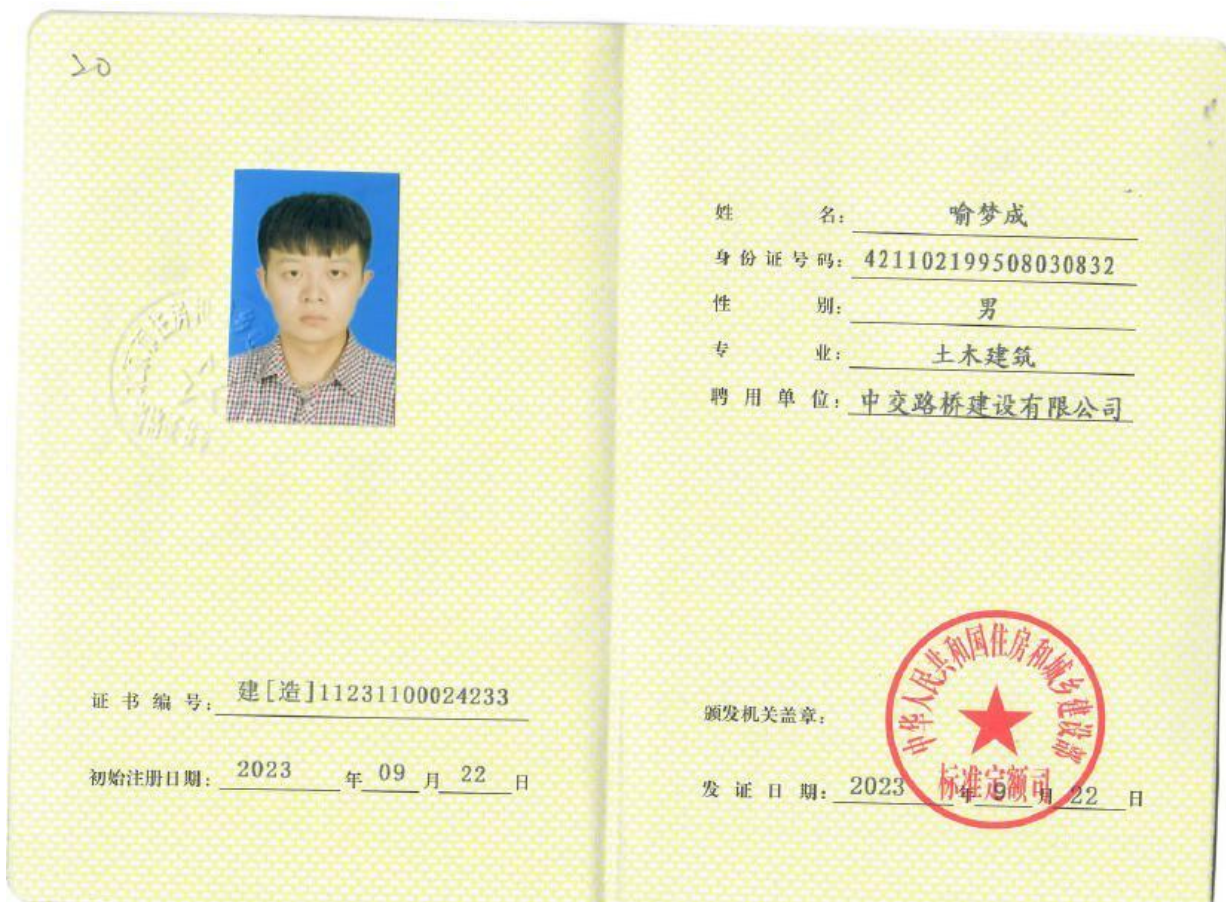 20
证书编号: 建[造]11231100024233
初始注册日期: 2023 年 09 月 22 日
姓名: 喻梦成
身份证号码: 421102199508030832
性别: 男
专业: 土木建筑
聘用单位: 中交路桥建设有限公司
颁发机关盖章:
中华人民共和国住房和城乡建设部
标准定额司
发证日期: 2023 年 9 月 22 日